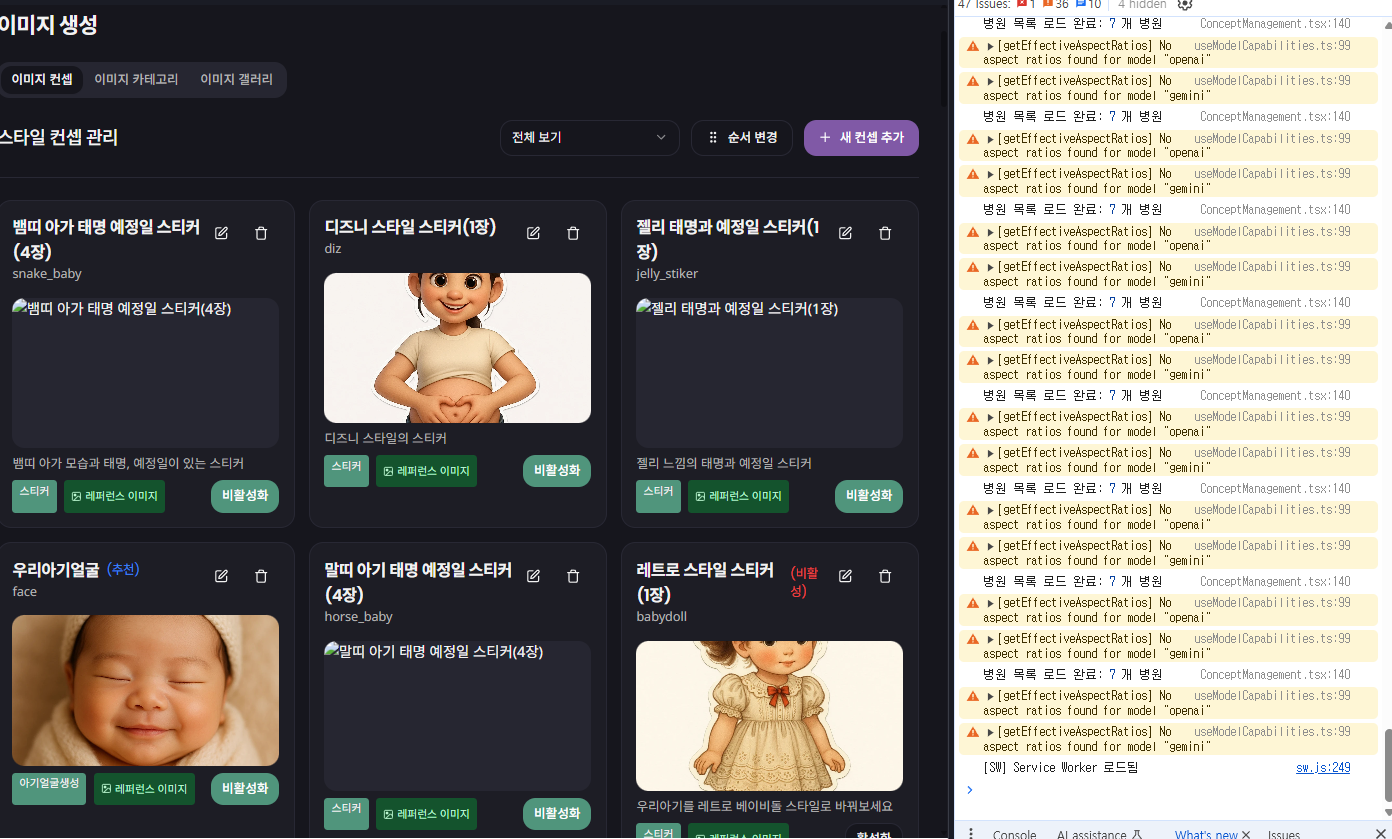 이미지 생성
이미지 컨셉
이미지 카테고리
이미지 갤러리
스타일 컨셉 관리
전체 보기
순서 변경
+ 새 컨셉 추가
뱀띠 아가 태명 예정일 스티커
(4장)
snake_baby
뱀띠 아가 태명 예정일 스티커(4장)
뱀띠 아가 모습과 태명, 예정일이 있는 스티커
스티커
레퍼런스 이미지
비활성화
디즈니 스타일 스티커(1장)
diz
디즈니 스타일의 스티커
스티커
레퍼런스 이미지
비활성화
젤리 태명과 예정일 스티커(1
장)
jelly_stiker
젤리 태명과 예정일 스티커(1장)
젤리 느낌의 태명과 예정일 스티커
스티커
레퍼런스 이미지
비활성화
우리아기얼굴 (추천)
face
아기얼굴생성
레퍼런스 이미지
비활성화
말띠 아기 태명 예정일 스티커
(4장)
horse_baby
말띠 아기 태명 예정일 스티커(4장)
스티커
레퍼런스 이미지
비활성화
레트로 스타일 스티커
(1장)
(비활
성)
babydoll
우리아기를 레트로 베이비돌 스타일로 바꿔보세요
스티커
레퍼런스 이미지
활성화
47 Issues: 1 36 10 4 hidden
병원 목록 로드 완료: 7 개 병원 ConceptManagement.tsx:140
[getEffectiveAspectRatios] No useModelCapabilities.ts:99
aspect ratios found for model "openai"
[getEffectiveAspectRatios] No useModelCapabilities.ts:99
aspect ratios found for model "gemini"
병원 목록 로드 완료: 7 개 병원 ConceptManagement.tsx:140
[getEffectiveAspectRatios] No useModelCapabilities.ts:99
aspect ratios found for model "openai"
[getEffectiveAspectRatios] No useModelCapabilities.ts:99
aspect ratios found for model "gemini"
병원 목록 로드 완료: 7 개 병원 ConceptManagement.tsx:140
[getEffectiveAspectRatios] No useModelCapabilities.ts:99
aspect ratios found for model "openai"
[getEffectiveAspectRatios] No useModelCapabilities.ts:99
aspect ratios found for model "gemini"
병원 목록 로드 완료: 7 개 병원 ConceptManagement.tsx:140
[getEffectiveAspectRatios] No useModelCapabilities.ts:99
aspect ratios found for model "openai"
[getEffectiveAspectRatios] No useModelCapabilities.ts:99
aspect ratios found for model "gemini"
병원 목록 로드 완료: 7 개 병원 ConceptManagement.tsx:140
[getEffectiveAspectRatios] No useModelCapabilities.ts:99
aspect ratios found for model "openai"
[getEffectiveAspectRatios] No useModelCapabilities.ts:99
aspect ratios found for model "gemini"
병원 목록 로드 완료: 7 개 병원 ConceptManagement.tsx:140
[getEffectiveAspectRatios] No useModelCapabilities.ts:99
aspect ratios found for model "openai"
[getEffectiveAspectRatios] No useModelCapabilities.ts:99
aspect ratios found for model "gemini"
병원 목록 로드 완료: 7 개 병원 ConceptManagement.tsx:140
[getEffectiveAspectRatios] No useModelCapabilities.ts:99
aspect ratios found for model "openai"
[getEffectiveAspectRatios] No useModelCapabilities.ts:99
aspect ratios found for model "gemini"
병원 목록 로드 완료: 7 개 병원 ConceptManagement.tsx:140
[getEffectiveAspectRatios] No useModelCapabilities.ts:99
aspect ratios found for model "openai"
[getEffectiveAspectRatios] No useModelCapabilities.ts:99
aspect ratios found for model "gemini"
[SW] Service Worker 로드됨 sw.js:249
Console AI assistance What's new Issues